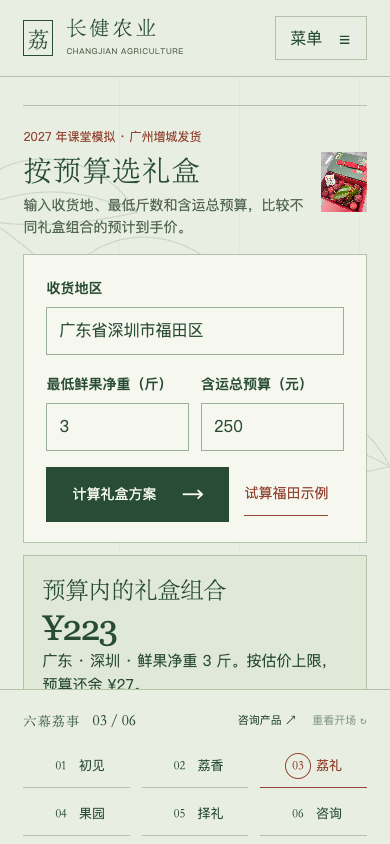 荔
长健农业
CHANGJIAN AGRICULTURE
菜单 ≡
2027 年课堂模拟 · 广州增城发货
按预算选礼盒
输入收货地、最低斤数和含运总预算，比较不
同礼盒组合的预计到手价。
收货地区
广东省深圳市福田区
最低鲜果净重（斤） 含运总预算（元）
3 250
计算礼盒方案 → 试算福田示例
预算内的礼盒组合
¥223
广东 · 深圳 · 鲜果净重 3 斤。按估价上限，
预算还余 ¥27。
六幕荔事 03 / 06 咨询产品 ↗ 重看开场 ↻
01 初见 02 荔香 03 荔礼
04 果园 05 择礼 06 咨询